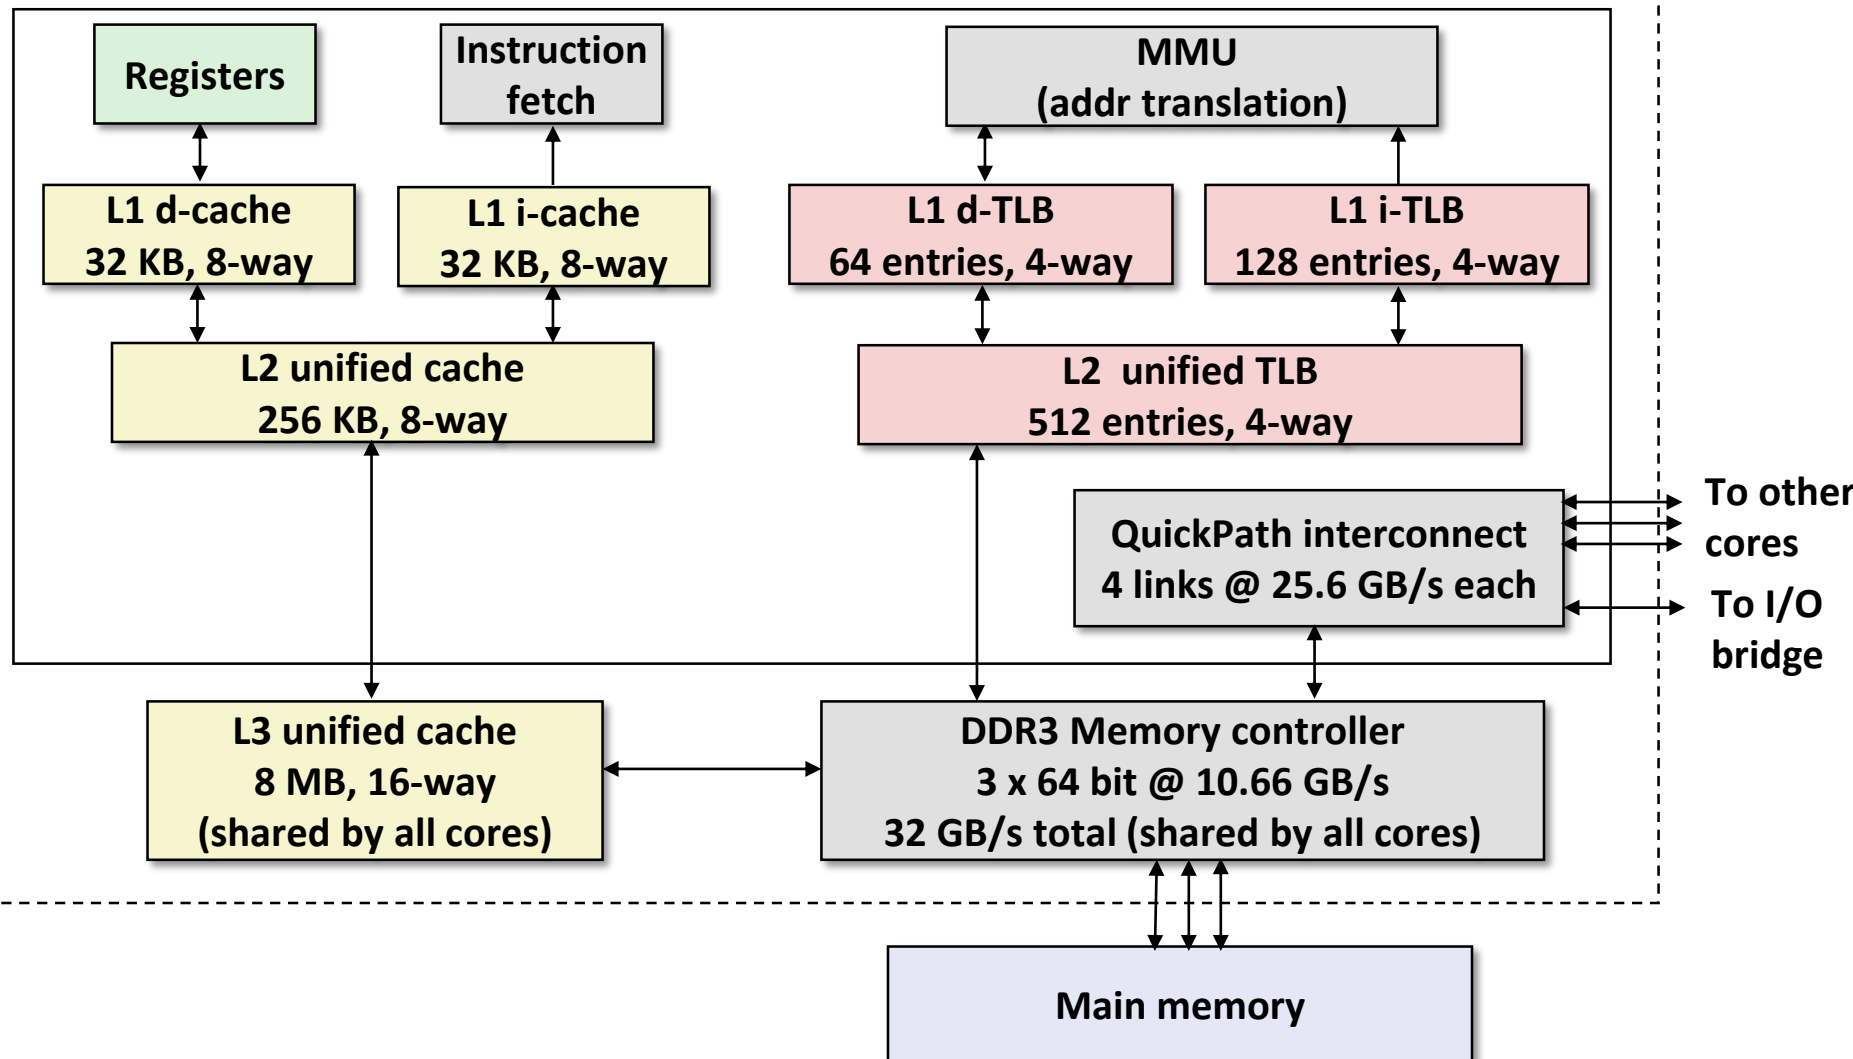 Registers
Instruction
fetch
MMU
(addr translation)
L1 d-cache
32 KB, 8-way
L1 i-cache
32 KB, 8-way
L1 d-TLB
64 entries, 4-way
L1 i-TLB
128 entries, 4-way
L2 unified cache
256 KB, 8-way
L2 unified TLB
512 entries, 4-way
QuickPath interconnect
4 links @ 25.6 GB/s each
To other
cores
To I/O
bridge
L3 unified cache
8 MB, 16-way
(shared by all cores)
DDR3 Memory controller
3 x 64 bit @ 10.66 GB/s
32 GB/s total (shared by all cores)
Main memory